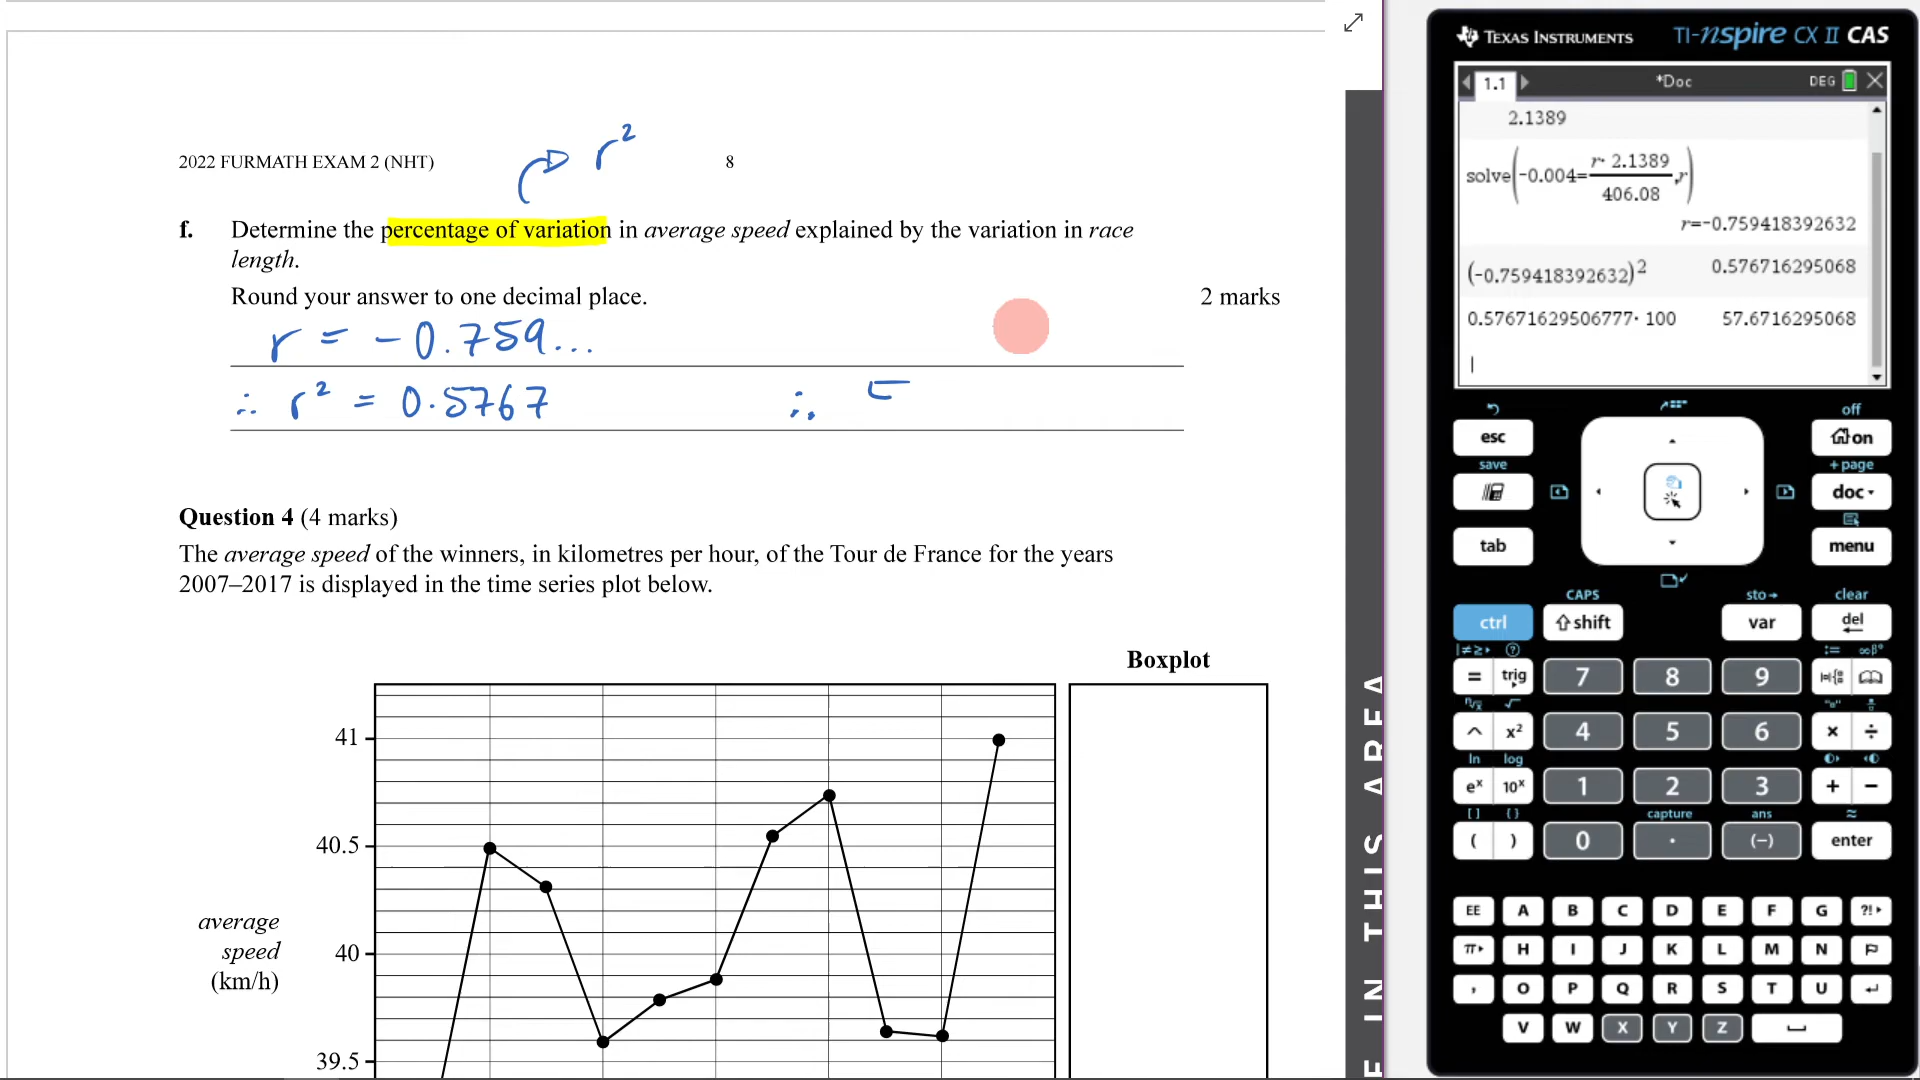 2022 FURMATH EXAM 2 (NHT)
8
r²
f. Determine the percentage of variation in average speed explained by the variation in race
length.
Round your answer to one decimal place.
2 marks
r = -0.759...
∴ r² = 0.5767 ∴ 5
Question 4 (4 marks)
The average speed of the winners, in kilometres per hour, of the Tour de France for the years
2007–2017 is displayed in the time series plot below.
Boxplot
41
40.5
average
speed
(km/h)
40
39.5
IN THIS AREA
TEXAS INSTRUMENTS TI-nspire CX II CAS
1.1 *Doc DEG
2.1389
solve(-0.004=r·2.1389/406.08,r)
r=-0.759418392632
(-0.759418392632)² 0.576716295068
0.57671629506777·100 57.6716295068
off
esc on
save +page
doc
tab menu
CAPS sto→ clear
ctrl shift var del
|≠≥▸ ? := ∞β°
= trig 7 8 9
ⁿ√x √
^ x² 4 5 6 × ÷
ln log
eˣ 10ˣ 1 2 3 + −
[ ] { } capture ans ≈
( ) 0 . (−) enter
EE A B C D E F G ?!▸
π▸ H I J K L M N
, O P Q R S T U
V W X Y Z